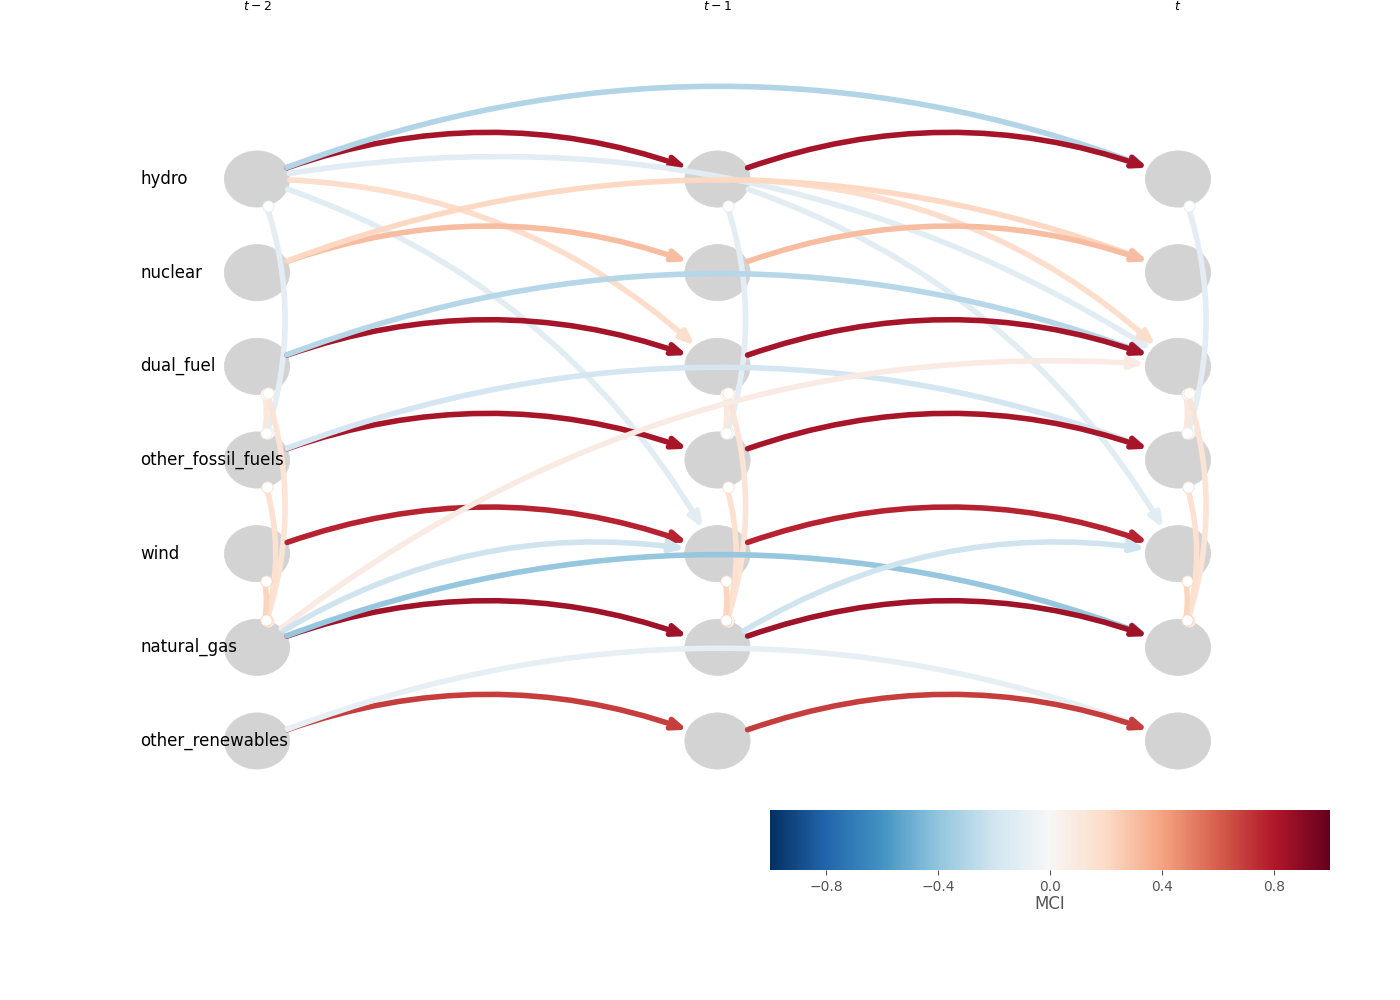 t − 2 t − 1 t
hydro
nuclear
dual_fuel
other_fossil_fuels
wind
natural_gas
other_renewables
−0.8 −0.4 0.0 0.4 0.8
MCI